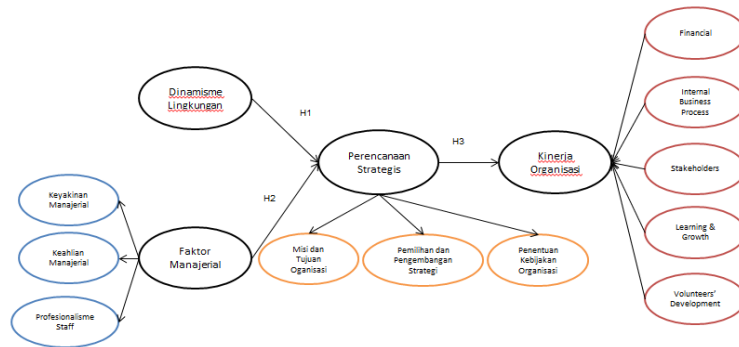 Financial
Dinamisme
Lingkungan
H1
Internal
Business
Process
H3
Perencanaan
Strategis
Kinerja
Organisasi
Stakeholders
Keyakinan
Manajerial
H2
Keahlian
Manajerial
Faktor
Manajerial
Misi dan
Tujuan Oganisasi
Pemilihan dan
Pengembangan
Strategi
Penentuan
Kebijakan
Organisasi
Learning &
Growth
Profesionalisme
Staff
Volunteers'
Development